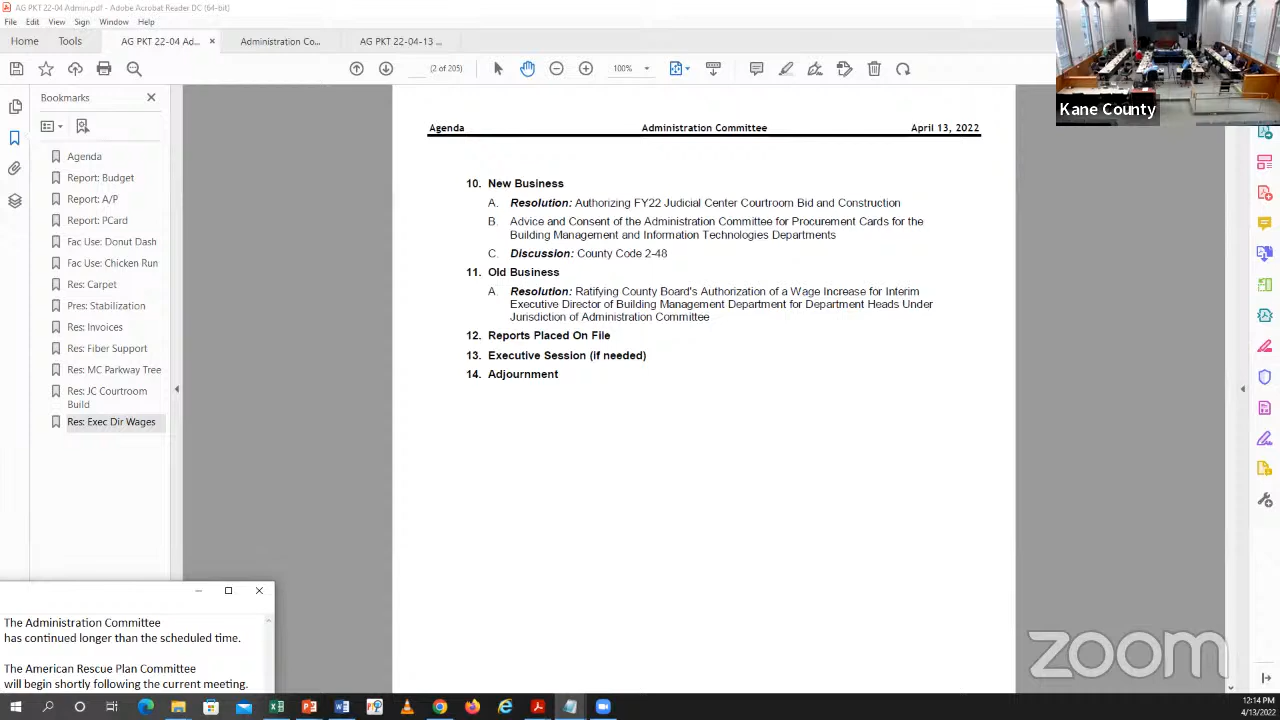 AG PKT 22-04 Admin.pdf - Adobe Acrobat Reader DC (64-bit)
File Edit View Sign Window Help
Home Tools AG PKT 22-04 Ad... × Administration Co... AG PKT 22-04-13 ...
(2 of 205) 100%
Kane County
Bookmarks
Agenda
Report: Budget
Report: A/P
Report: PCard
Fac Use: Donut Dash
Fac Use: Chicken Run
Res: Carpet
Pres: Stabilization
Res: Invoices
Res: Fiber Support
Res: MC Parkway Tree
Res: JC Courtroom
Build
Res: Exec Dir Wages
Agenda Administration Committee April 13, 2022
10. New Business
A. Resolution: Authorizing FY22 Judicial Center Courtroom Bid and Construction
B. Advice and Consent of the Administration Committee for Procurement Cards for the
Building Management and Information Technologies Departments
C. Discussion: County Code 2-48
11. Old Business
A. Resolution: Ratifying County Board's Authorization of a Wage Increase for Interim
Executive Director of Building Management Department for Department Heads Under
Jurisdiction of Administration Committee
12. Reports Placed On File
13. Executive Session (if needed)
14. Adjournment
The Administration Committee
has continued longer than the scheduled time.
The American Rescue Plan Committee
will begin shortly following the current meeting.
zoom
12:14 PM
4/13/2022